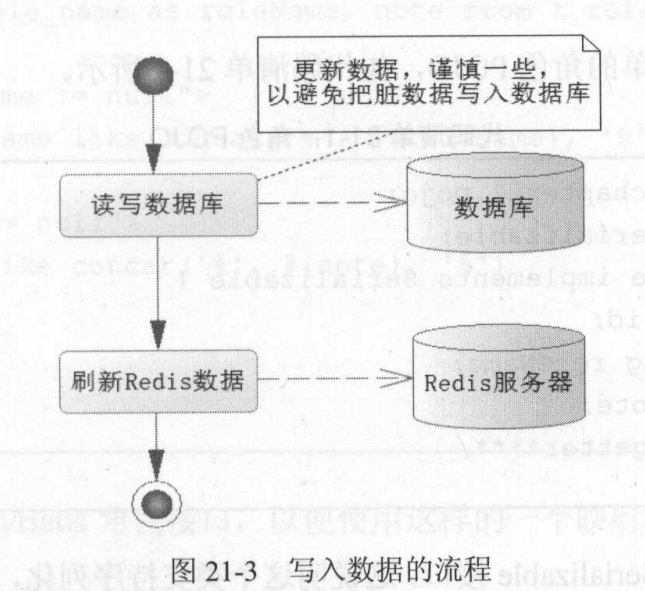 更新数据，谨慎一些，
以避免把脏数据写入数据库
读写数据库
数据库
刷新Redis数据
Redis服务器
图 21-3 写入数据的流程